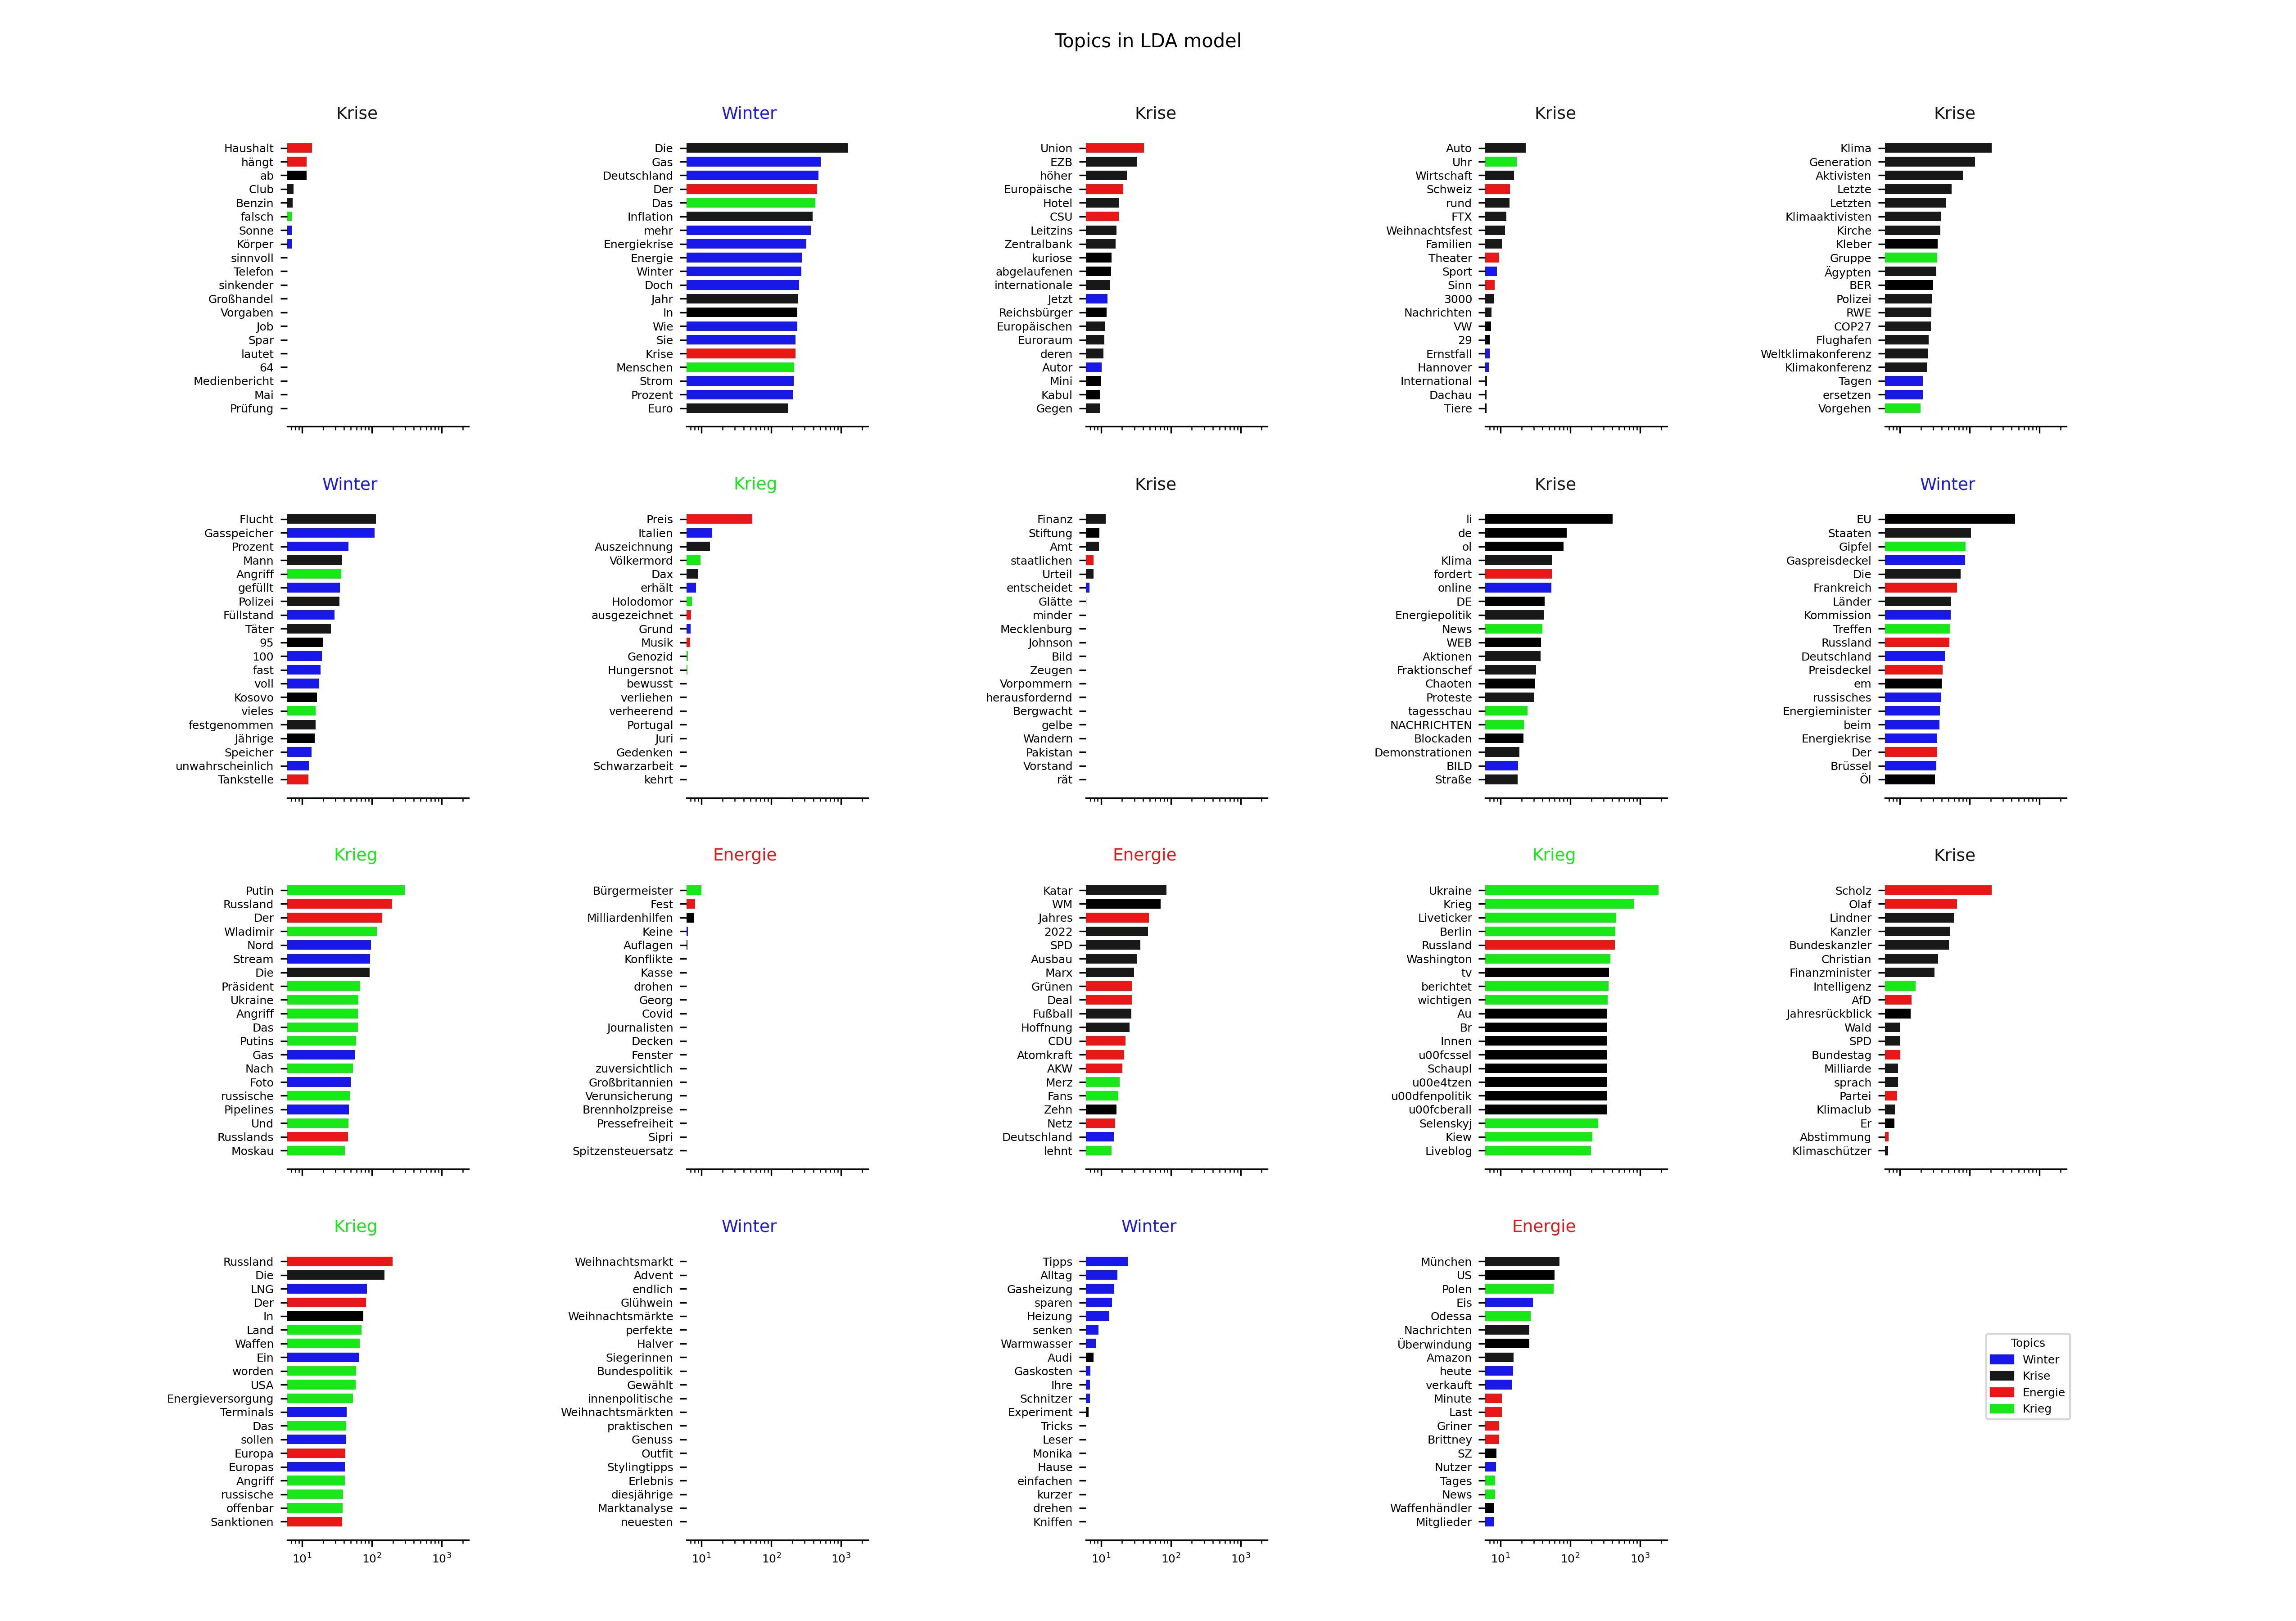 Topics in LDA model
Krise
Haushalt
hängt
ab
Club
Benzin
falsch
Sonne
Körper
sinnvoll
Telefon
sinkender
Großhandel
Vorgaben
Job
Spar
lautet
64
Medienbericht
Mai
Prüfung
Winter
Die
Gas
Deutschland
Der
Das
Inflation
mehr
Energiekrise
Energie
Winter
Doch
Jahr
In
Wie
Sie
Krise
Menschen
Strom
Prozent
Euro
Krise
Union
EZB
höher
Europäische
Hotel
CSU
Leitzins
Zentralbank
kuriose
abgelaufenen
internationale
Jetzt
Reichsbürger
Europäischen
Euroraum
deren
Autor
Mini
Kabul
Gegen
Krise
Auto
Uhr
Wirtschaft
Schweiz
rund
FTX
Weihnachtsfest
Familien
Theater
Sport
Sinn
3000
Nachrichten
VW
29
Ernstfall
Hannover
International
Dachau
Tiere
Krise
Klima
Generation
Aktivisten
Letzte
Letzten
Klimaaktivisten
Kirche
Kleber
Gruppe
Ägypten
BER
Polizei
RWE
COP27
Flughafen
Weltklimakonferenz
Klimakonferenz
Tagen
ersetzen
Vorgehen
Winter
Flucht
Gasspeicher
Prozent
Mann
Angriff
gefüllt
Polizei
Füllstand
Täter
95
100
fast
voll
Kosovo
vieles
festgenommen
Jährige
Speicher
unwahrscheinlich
Tankstelle
Krieg
Preis
Italien
Auszeichnung
Völkermord
Dax
erhält
Holodomor
ausgezeichnet
Grund
Musik
Genozid
Hungersnot
bewusst
verliehen
verheerend
Portugal
Juri
Gedenken
Schwarzarbeit
kehrt
Krise
Finanz
Stiftung
Amt
staatlichen
Urteil
entscheidet
Glätte
minder
Mecklenburg
Johnson
Bild
Zeugen
Vorpommern
herausfordernd
Bergwacht
gelbe
Wandern
Pakistan
Vorstand
rät
Krise
li
de
ol
Klima
fordert
online
DE
Energiepolitik
News
WEB
Aktionen
Fraktionschef
Chaoten
Proteste
tagesschau
NACHRICHTEN
Blockaden
Demonstrationen
BILD
Straße
Winter
EU
Staaten
Gipfel
Gaspreisdeckel
Die
Frankreich
Länder
Kommission
Treffen
Russland
Deutschland
Preisdeckel
em
russisches
Energieminister
beim
Energiekrise
Der
Brüssel
Öl
Krieg
Putin
Russland
Der
Wladimir
Nord
Stream
Die
Präsident
Ukraine
Angriff
Das
Putins
Gas
Nach
Foto
russische
Pipelines
Und
Russlands
Moskau
Energie
Bürgermeister
Fest
Milliardenhilfen
Keine
Auflagen
Konflikte
Kasse
drohen
Georg
Covid
Journalisten
Decken
Fenster
zuversichtlich
Großbritannien
Verunsicherung
Brennholzpreise
Pressefreiheit
Sipri
Spitzensteuersatz
Energie
Katar
WM
Jahres
2022
SPD
Ausbau
Marx
Grünen
Deal
Fußball
Hoffnung
CDU
Atomkraft
AKW
Merz
Fans
Zehn
Netz
Deutschland
lehnt
Krieg
Ukraine
Krieg
Liveticker
Berlin
Russland
Washington
tv
berichtet
wichtigen
Au
Br
Innen
u00fcssel
Schaupl
u00e4tzen
u00dfenpolitik
u00fcberall
Selenskyj
Kiew
Liveblog
Krise
Scholz
Olaf
Lindner
Kanzler
Bundeskanzler
Christian
Finanzminister
Intelligenz
AfD
Jahresrückblick
Wald
SPD
Bundestag
Milliarde
sprach
Partei
Klimaclub
Er
Abstimmung
Klimaschützer
Krieg
Russland
Die
LNG
Der
In
Land
Waffen
Ein
worden
USA
Energieversorgung
Terminals
Das
sollen
Europa
Europas
Angriff
russische
offenbar
Sanktionen
10¹ 10² 10³
Winter
Weihnachtsmarkt
Advent
endlich
Glühwein
Weihnachtsmärkte
perfekte
Halver
Siegerinnen
Bundespolitik
Gewählt
innenpolitische
Weihnachtsmärkten
praktischen
Genuss
Outfit
Stylingtipps
Erlebnis
diesjährige
Marktanalyse
neuesten
10¹ 10² 10³
Winter
Tipps
Alltag
Gasheizung
sparen
Heizung
senken
Warmwasser
Audi
Gaskosten
Ihre
Schnitzer
Experiment
Tricks
Leser
Monika
Hause
einfachen
kurzer
drehen
Kniffen
10¹ 10² 10³
Energie
München
US
Polen
Eis
Odessa
Nachrichten
Überwindung
Amazon
heute
verkauft
Minute
Last
Griner
Brittney
SZ
Nutzer
Tages
News
Waffenhändler
Mitglieder
10¹ 10² 10³
Topics
Winter
Krise
Energie
Krieg